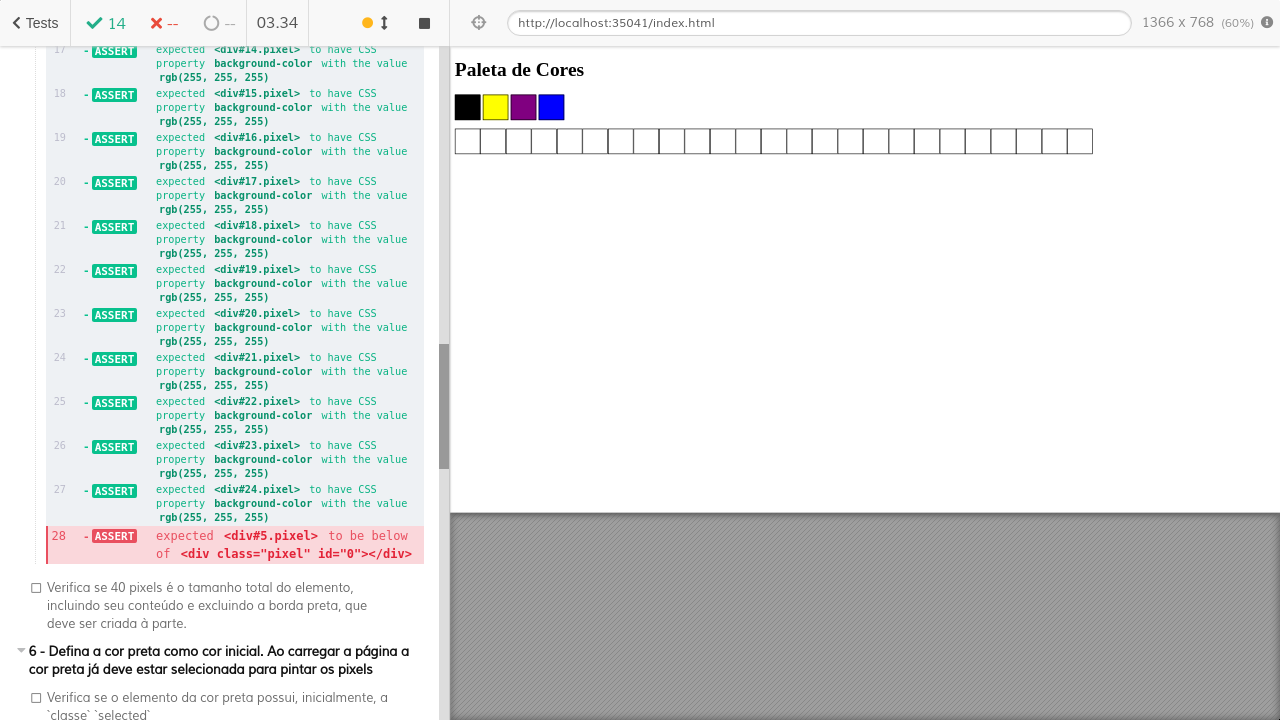 Tests
14
--
--
03.34
http://localhost:35041/index.html
1366 x 768 (60%)
17 - ASSERT expected <div#14.pixel> to have CSS
property background-color with the value
rgb(255, 255, 255)
18 - ASSERT expected <div#15.pixel> to have CSS
property background-color with the value
rgb(255, 255, 255)
19 - ASSERT expected <div#16.pixel> to have CSS
property background-color with the value
rgb(255, 255, 255)
20 - ASSERT expected <div#17.pixel> to have CSS
property background-color with the value
rgb(255, 255, 255)
21 - ASSERT expected <div#18.pixel> to have CSS
property background-color with the value
rgb(255, 255, 255)
22 - ASSERT expected <div#19.pixel> to have CSS
property background-color with the value
rgb(255, 255, 255)
23 - ASSERT expected <div#20.pixel> to have CSS
property background-color with the value
rgb(255, 255, 255)
24 - ASSERT expected <div#21.pixel> to have CSS
property background-color with the value
rgb(255, 255, 255)
25 - ASSERT expected <div#22.pixel> to have CSS
property background-color with the value
rgb(255, 255, 255)
26 - ASSERT expected <div#23.pixel> to have CSS
property background-color with the value
rgb(255, 255, 255)
27 - ASSERT expected <div#24.pixel> to have CSS
property background-color with the value
rgb(255, 255, 255)
28 - ASSERT expected <div#5.pixel> to be below
of <div class="pixel" id="0"></div>
Verifica se 40 pixels é o tamanho total do elemento,
incluindo seu conteúdo e excluindo a borda preta, que
deve ser criada à parte.
6 - Defina a cor preta como cor inicial. Ao carregar a página a
cor preta já deve estar selecionada para pintar os pixels
Verifica se o elemento da cor preta possui, inicialmente, a
`classe` `selected`
Paleta de Cores